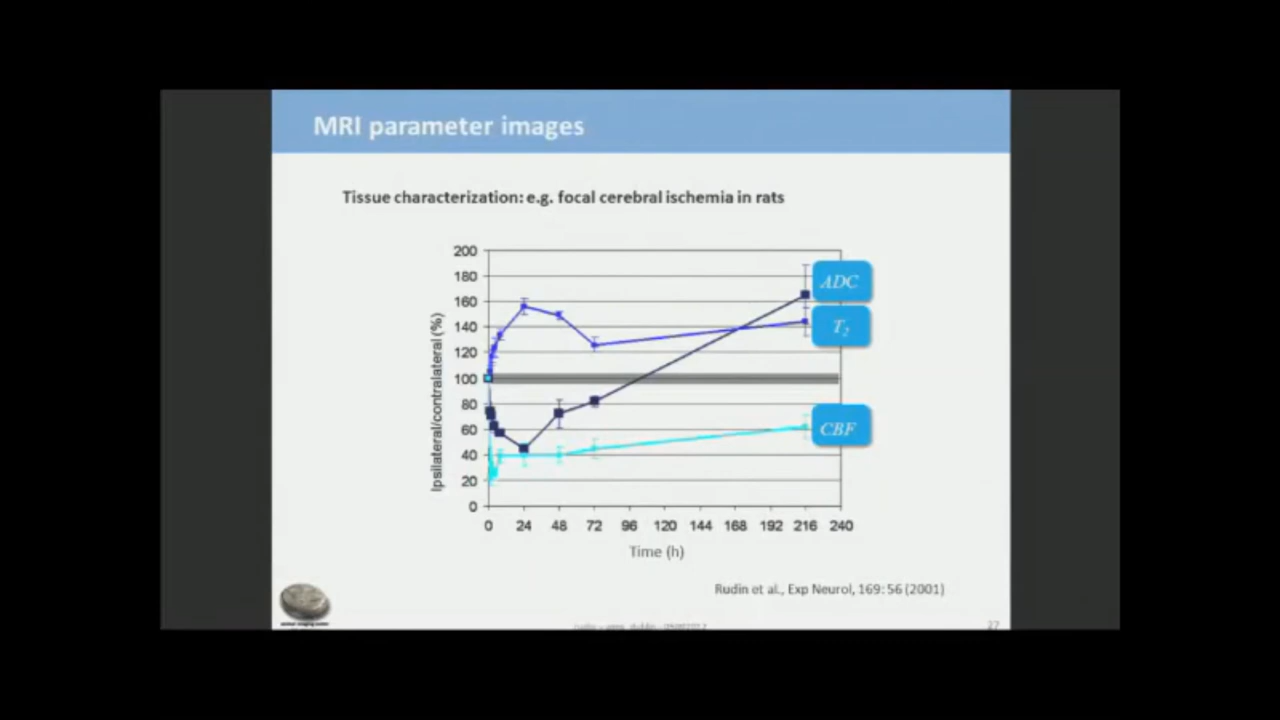 MRI parameter images
Tissue characterization: e.g. focal cerebral ischemia in rats
Ipsilateral/contralateral (%)
200
180
160
140
120
100
80
60
40
20
0
0 24 48 72 96 120 144 168 192 216 240
Time (h)
ADC
T2
CBF
Rudin et al., Exp Neurol, 169: 56 (2001)
27